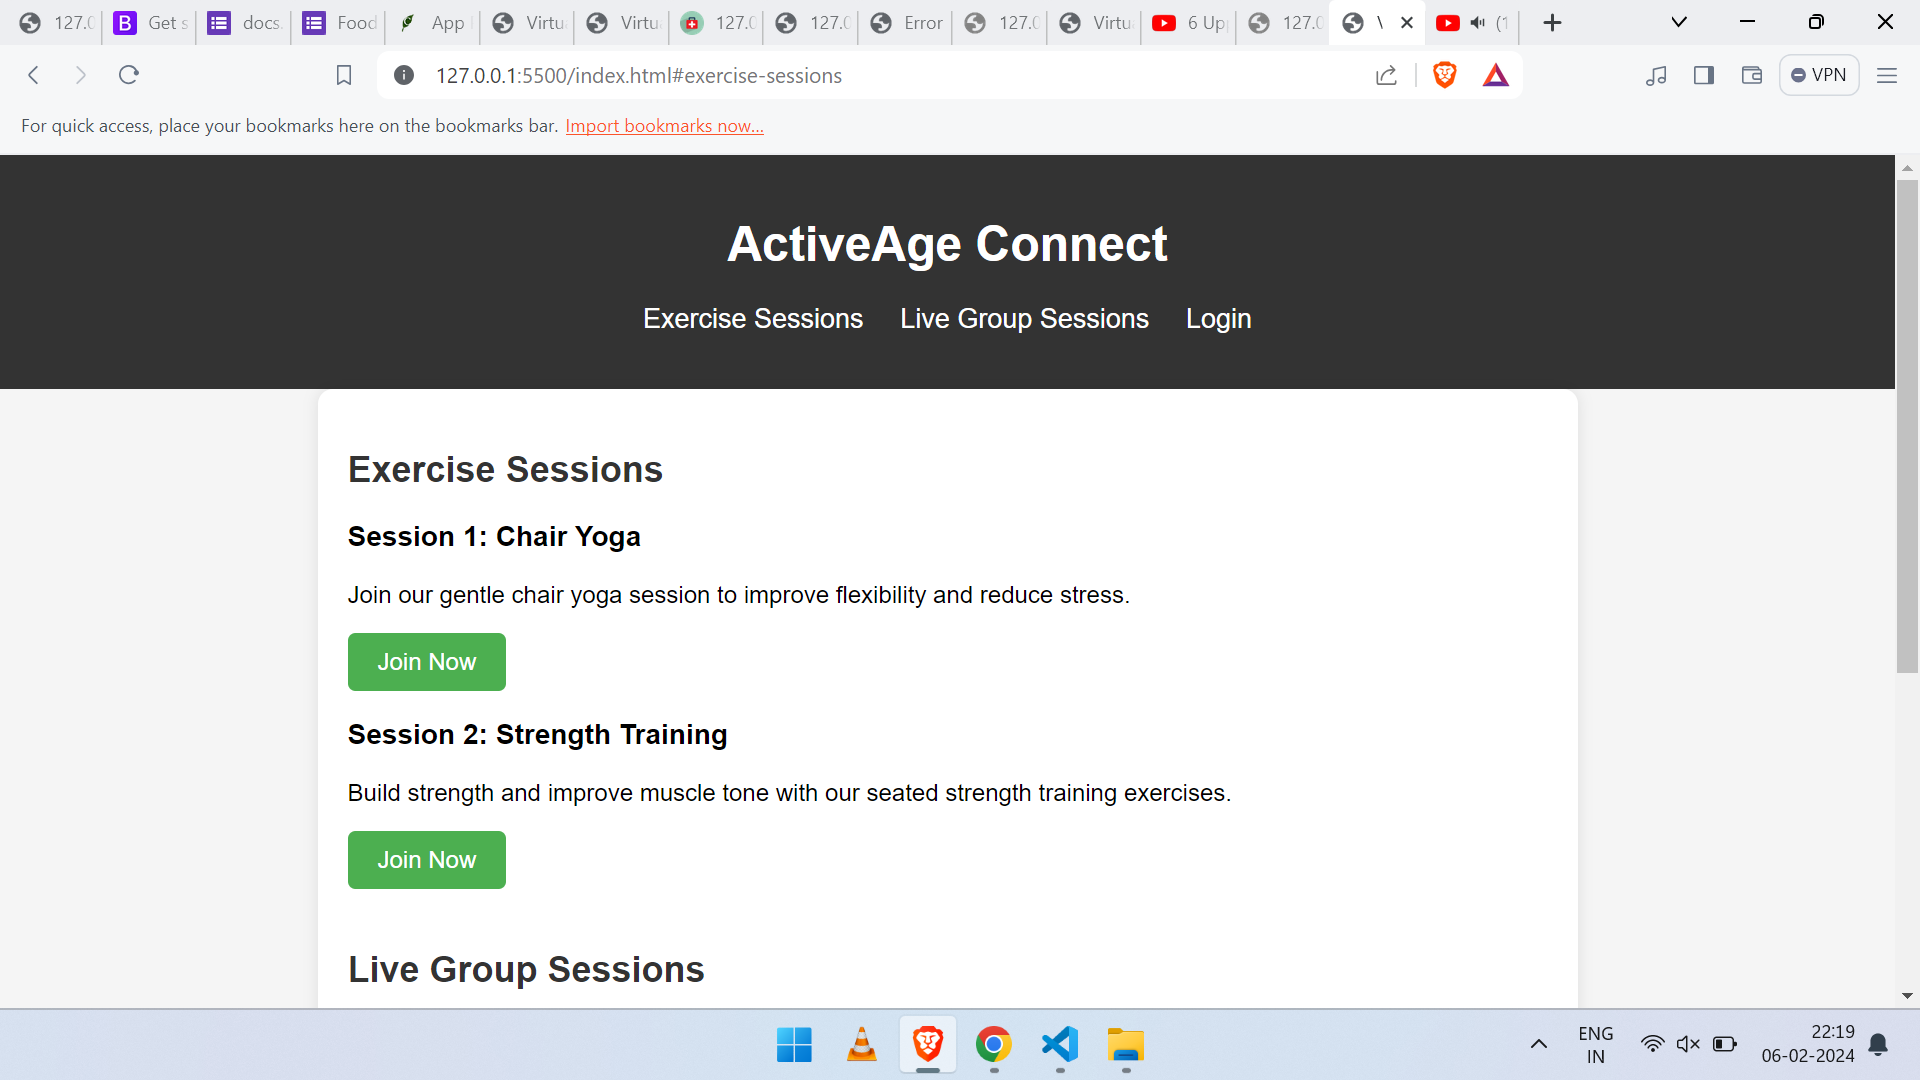 127.0
Get s
docs.
Food
App
Virtu
Virtu
127.0
127.0
Error
127.0
Virtu
6 Up
127.0
\
(1
127.0.0.1:5500/index.html#exercise-sessions
VPN
For quick access, place your bookmarks here on the bookmarks bar. Import bookmarks now...
ActiveAge Connect
Exercise Sessions Live Group Sessions Login
Exercise Sessions
Session 1: Chair Yoga
Join our gentle chair yoga session to improve flexibility and reduce stress.
Join Now
Session 2: Strength Training
Build strength and improve muscle tone with our seated strength training exercises.
Join Now
Live Group Sessions
ENG
IN
22:19
06-02-2024